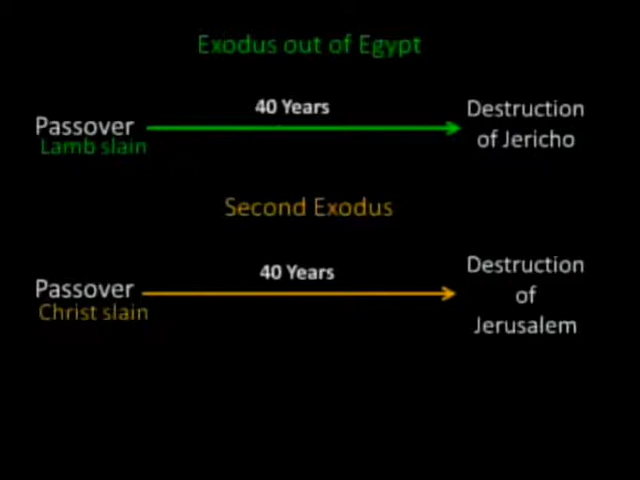 Exodus out of Egypt
40 Years
Passover
Lamb slain
Destruction
of Jericho
Second Exodus
40 Years
Passover
Christ slain
Destruction
of
Jerusalem